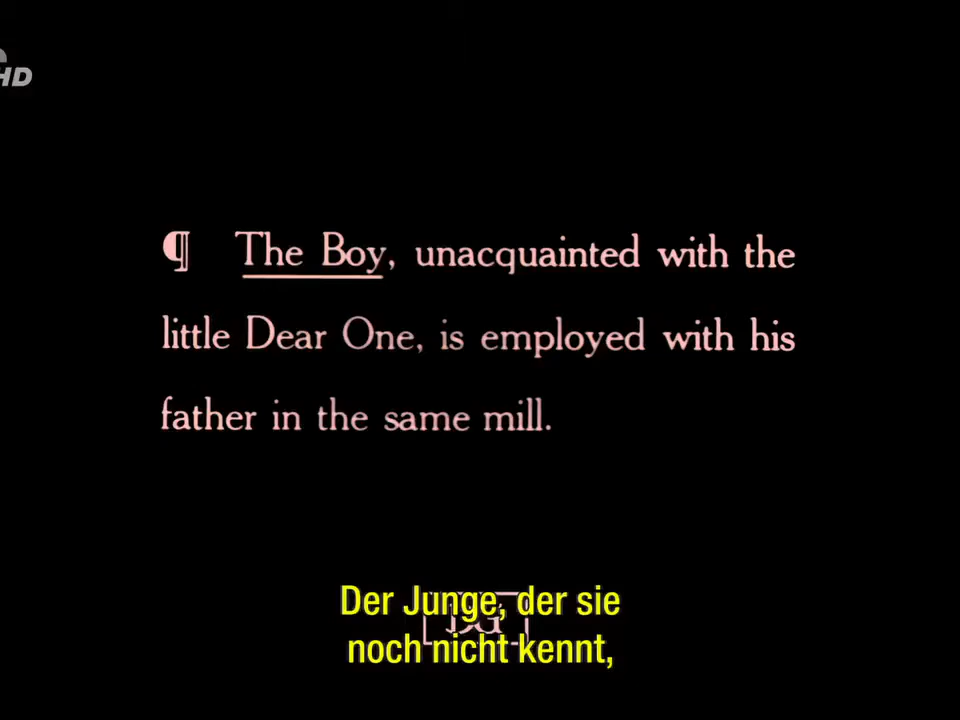 HD
¶ The Boy, unacquainted with the
little Dear One, is employed with his
father in the same mill.
DG
Der Junge, der sie
noch nicht kennt,